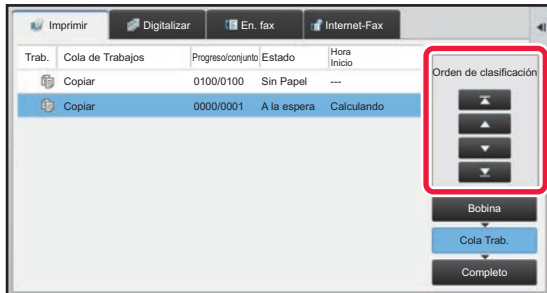 Imprimir Digitalizar En. fax Internet-Fax
Trab. Cola de Trabajos Progreso/conjunto Estado Hora Inicio
Copiar 0100/0100 Sin Papel ---
Copiar 0000/0001 A la espera Calculando
Orden de clasificación
Bobina
Cola Trab.
Completo